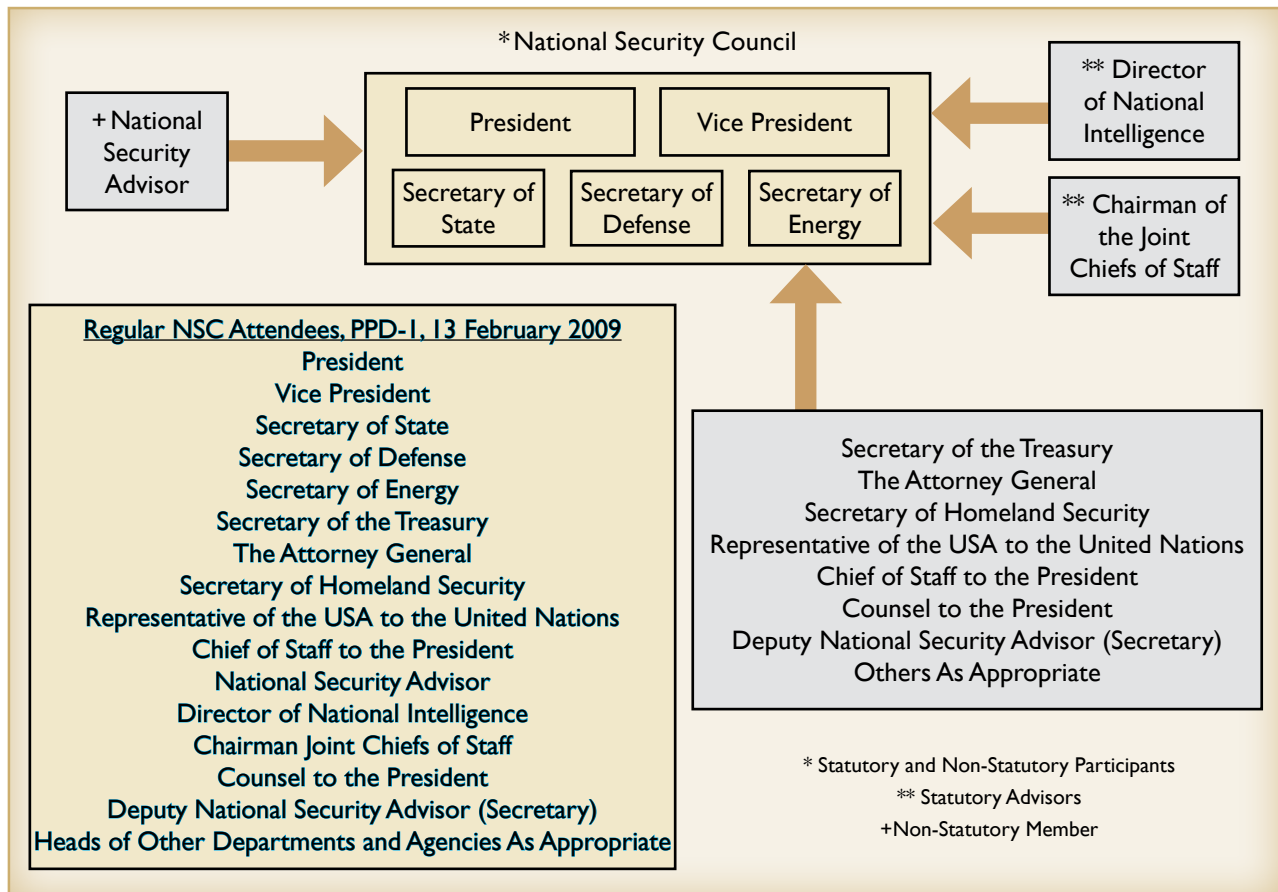 * National Security Council
+ National
Security
Advisor
President
Vice President
Secretary of
State
Secretary of
Defense
Secretary of
Energy
** Director
of National
Intelligence
** Chairman of
the Joint
Chiefs of Staff
Regular NSC Attendees, PPD-1, 13 February 2009
President
Vice President
Secretary of State
Secretary of Defense
Secretary of Energy
Secretary of the Treasury
The Attorney General
Secretary of Homeland Security
Representative of the USA to the United Nations
Chief of Staff to the President
National Security Advisor
Director of National Intelligence
Chairman Joint Chiefs of Staff
Counsel to the President
Deputy National Security Advisor (Secretary)
Heads of Other Departments and Agencies As Appropriate
Secretary of the Treasury
The Attorney General
Secretary of Homeland Security
Representative of the USA to the United Nations
Chief of Staff to the President
Counsel to the President
Deputy National Security Advisor (Secretary)
Others As Appropriate
* Statutory and Non-Statutory Participants
** Statutory Advisors
+Non-Statutory Member